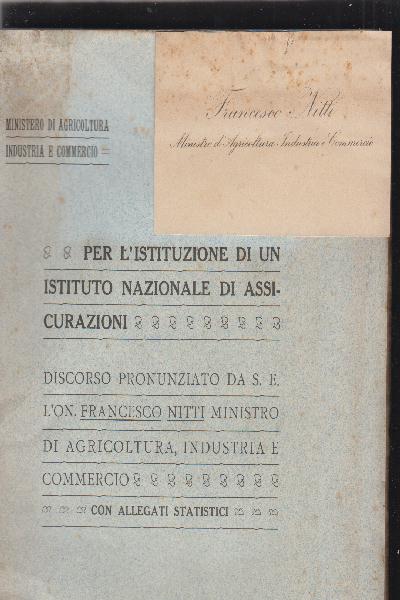 Francesco Nitti
Ministro d'Agricoltura Industria e Commercio
MINISTERO DI AGRICOLTURA
INDUSTRIA E COMMERCIO
PER L'ISTITUZIONE DI UN
ISTITUTO NAZIONALE DI ASSI-
CURAZIONI
DISCORSO PRONUNZIATO DA S. E.
L'ON. FRANCESCO NITTI MINISTRO
DI AGRICOLTURA, INDUSTRIA E
COMMERCIO
CON ALLEGATI STATISTICI